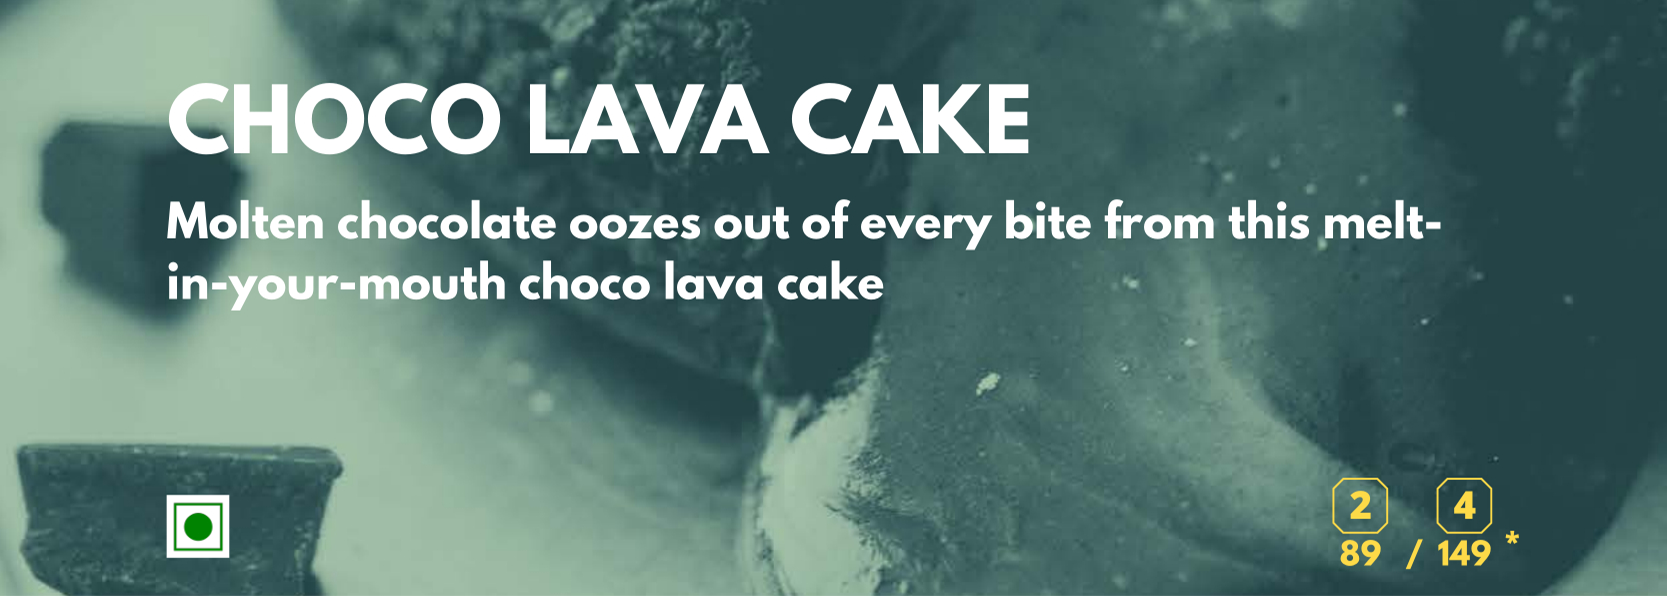 CHOCO LAVA CAKE
Molten chocolate oozes out of every bite from this melt-
in-your-mouth choco lava cake
2 4
89 / 149 *